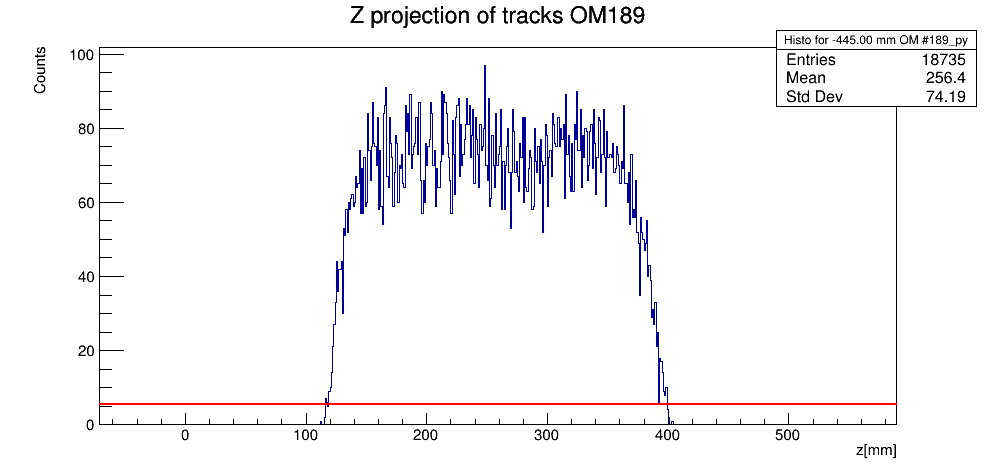 Z projection of tracks OM189
Histo for -445.00 mm OM #189_py
Entries 18735
Mean 256.4
Std Dev 74.19
Counts
100
80
60
40
20
0
0 100 200 300 400 500
z[mm]